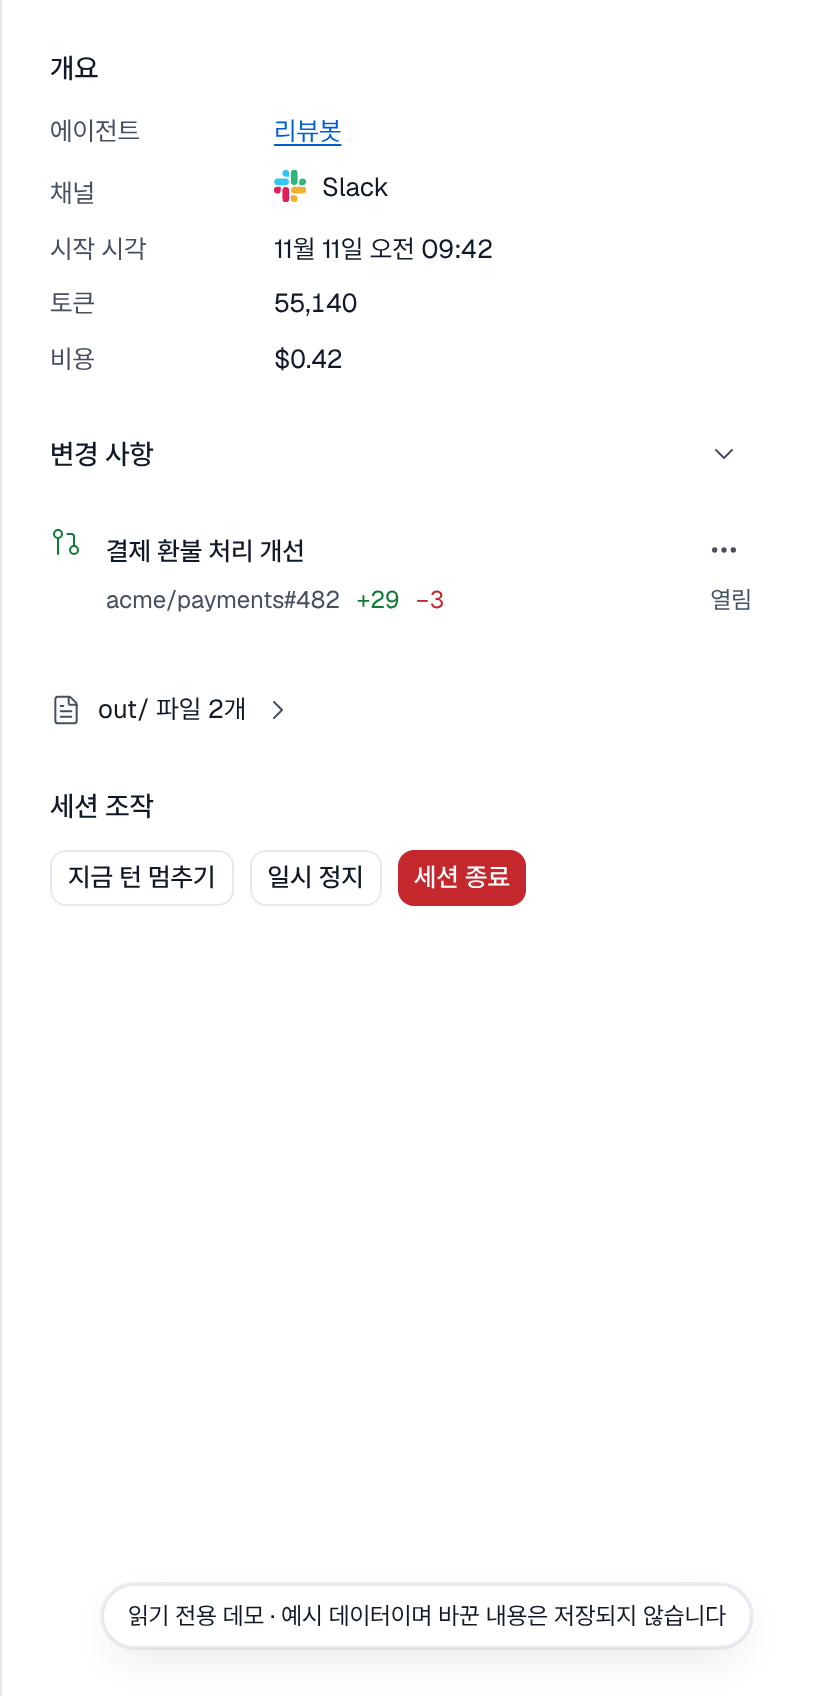 개요
에이전트 리뷰봇
채널 Slack
시작 시각 11월 11일 오전 09:42
토큰 55,140
비용 $0.42
변경 사항
결제 환불 처리 개선
acme/payments#482 +29 −3 열림
out/ 파일 2개
세션 조작
지금 턴 멈추기 일시 정지 세션 종료
읽기 전용 데모 · 예시 데이터이며 바꾼 내용은 저장되지 않습니다